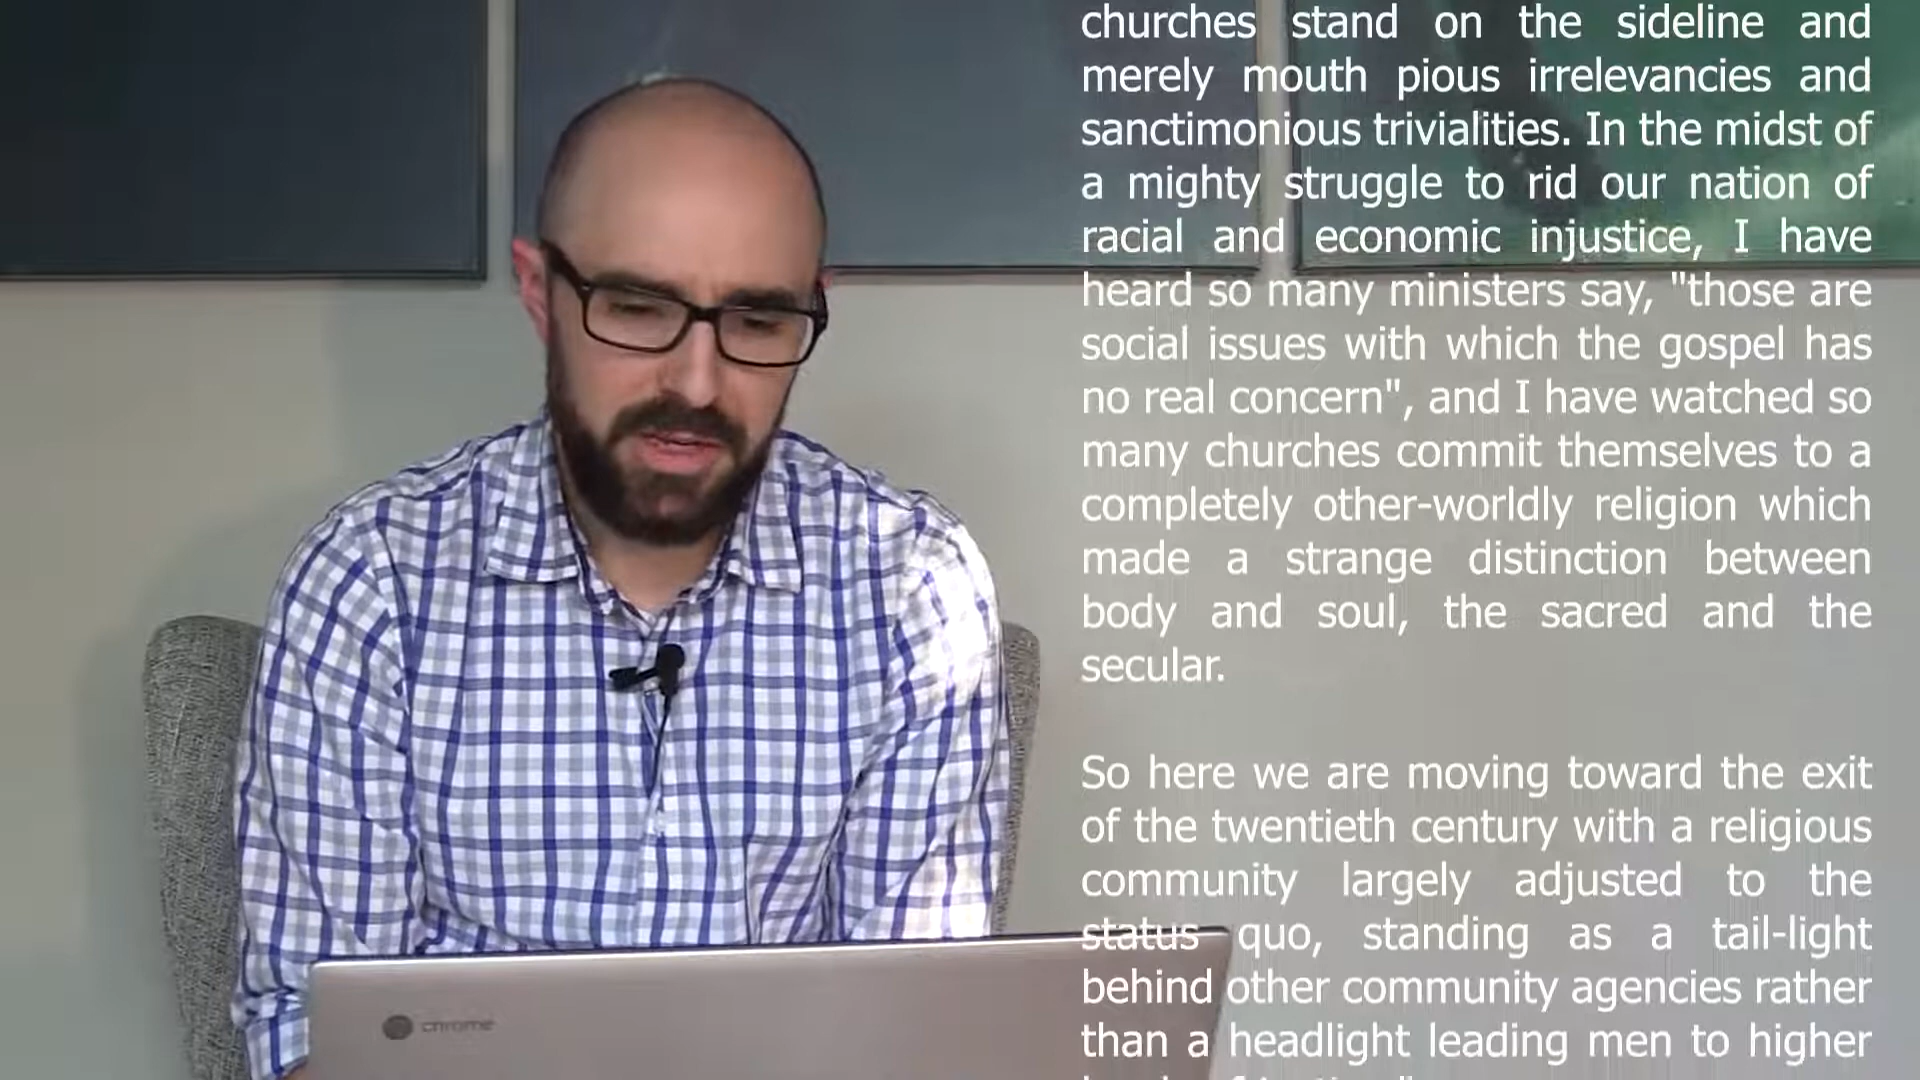 churches stand on the sideline and
merely mouth pious irrelevancies and
sanctimonious trivialities. In the midst of
a mighty struggle to rid our nation of
racial and economic injustice, I have
heard so many ministers say, "those are
social issues with which the gospel has
no real concern", and I have watched so
many churches commit themselves to a
completely other-worldly religion which
made a strange distinction between
body and soul, the sacred and the
secular.
So here we are moving toward the exit
of the twentieth century with a religious
community largely adjusted to the
status quo, standing as a tail-light
behind other community agencies rather
than a headlight leading men to higher
chrome